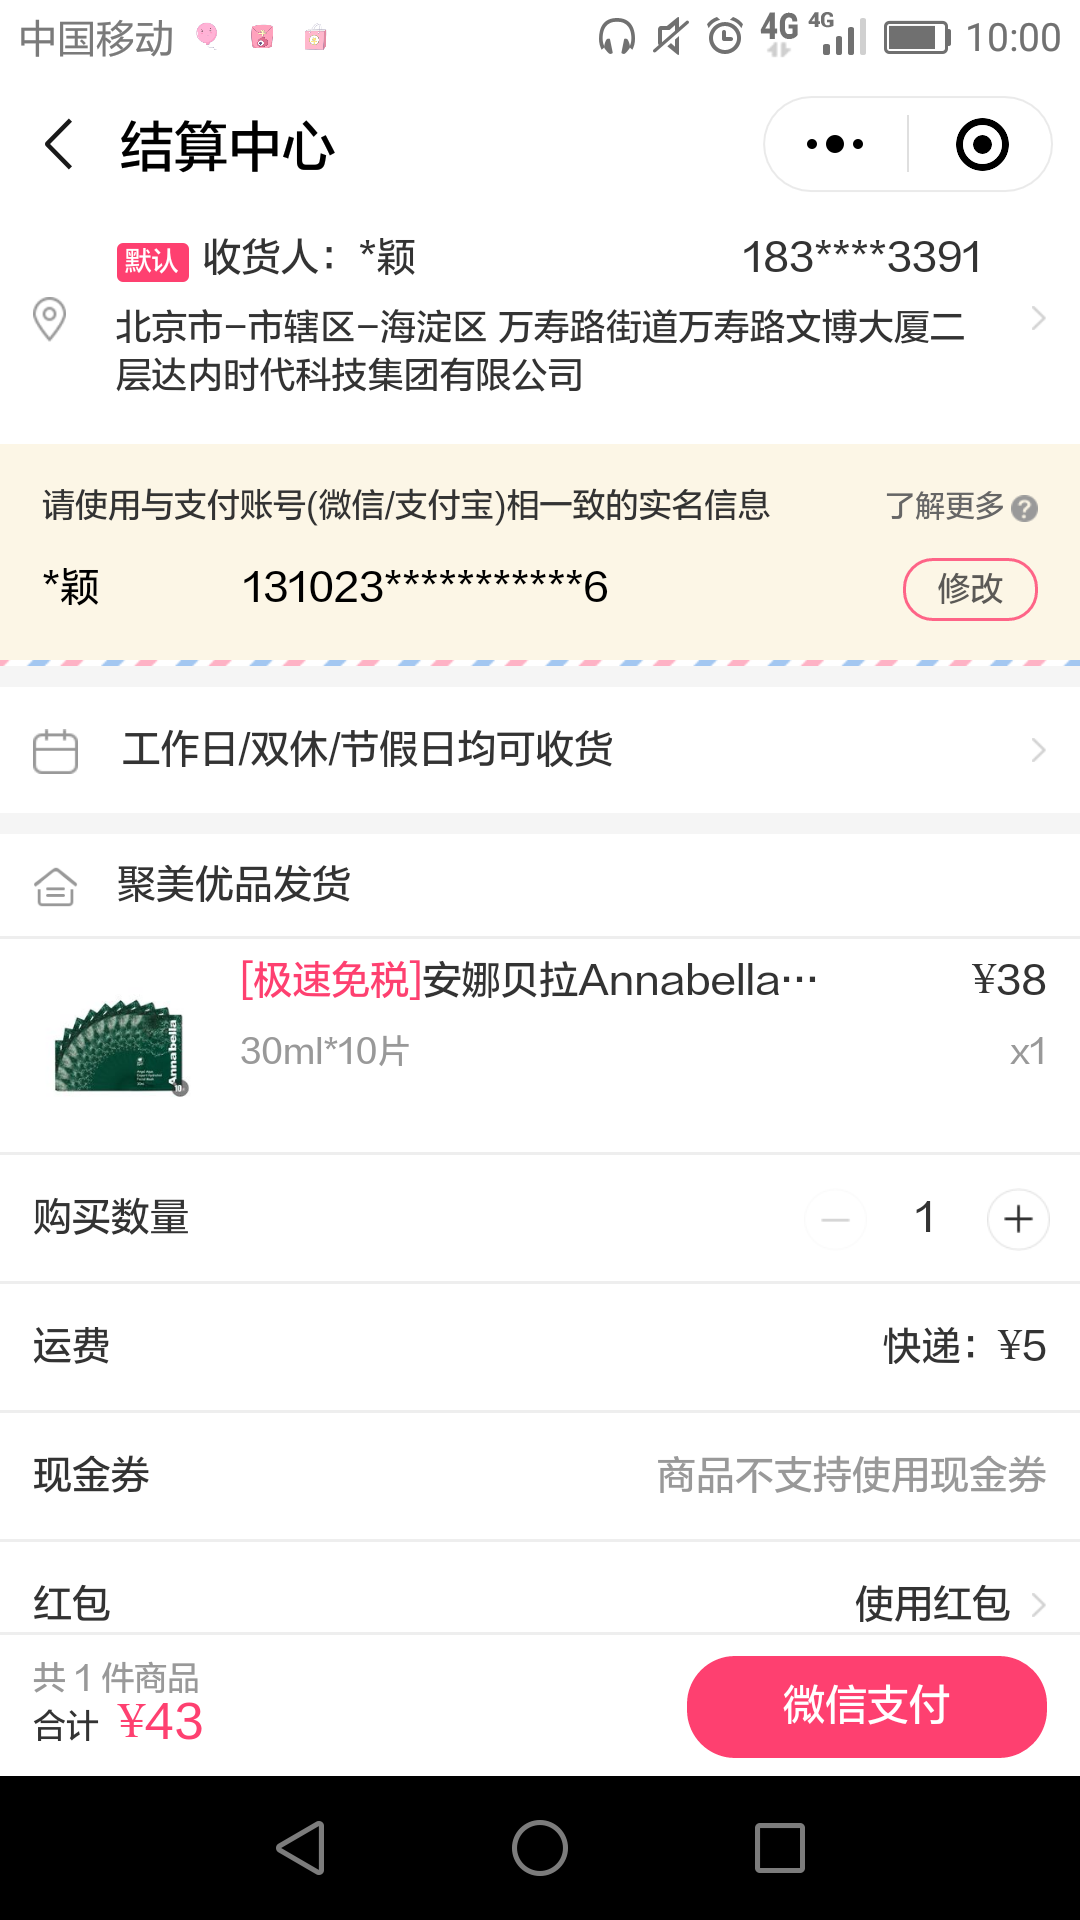 中国移动 4G 4G 10:00
结算中心
默认 收货人：*颖 183****3391
北京市-市辖区-海淀区 万寿路街道万寿路文博大厦二
层达内时代科技集团有限公司
请使用与支付账号(微信/支付宝)相一致的实名信息 了解更多 ?
*颖 131023***********6 修改
工作日/双休/节假日均可收货
聚美优品发货
[极速免税]安娜贝拉Annabella··· ¥38
30ml*10片 x1
Annabella
购买数量 1
运费 快递：¥5
现金券 商品不支持使用现金券
红包 使用红包
共 1 件商品
合计 ¥43
微信支付